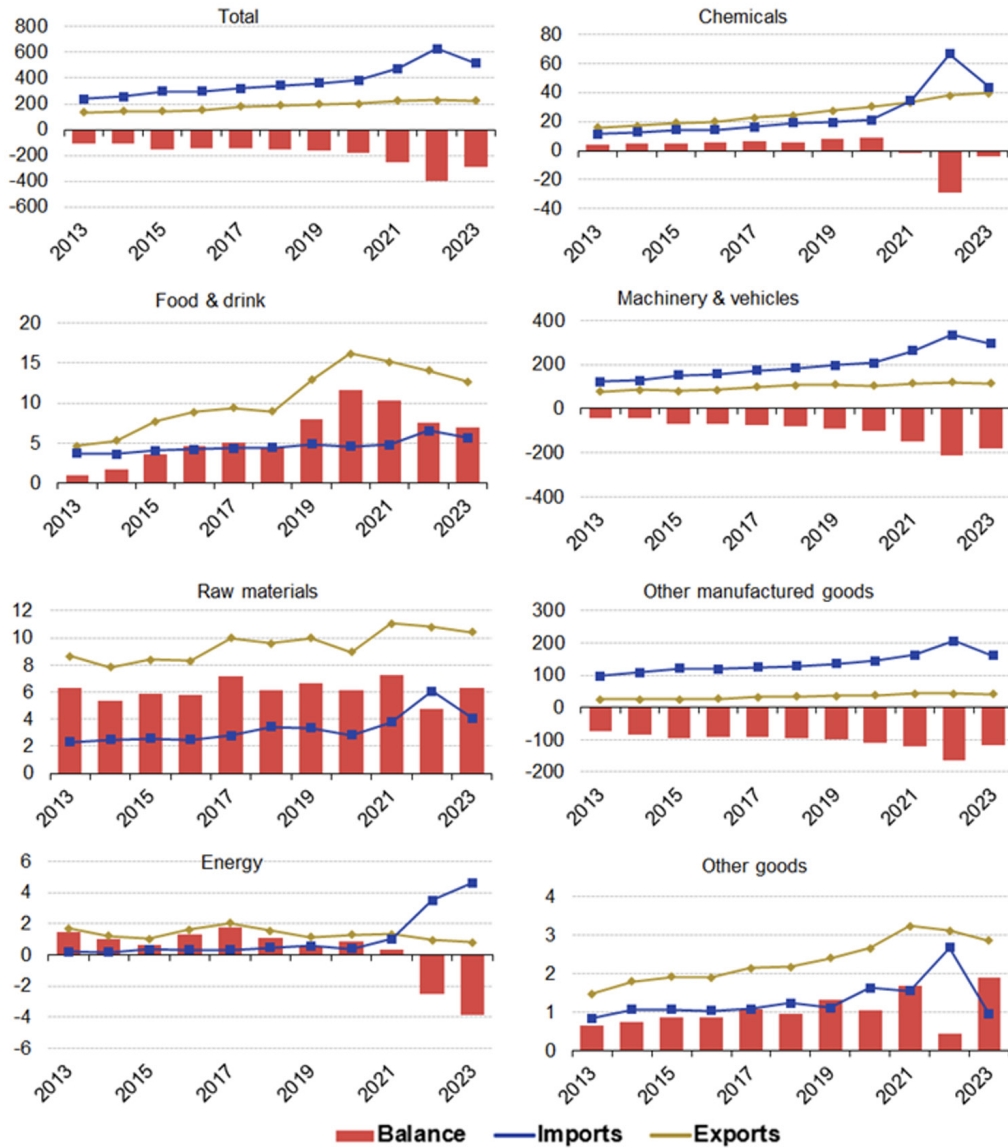 Total
800
600
400
200
0
-200
-400
-600
2013 2015 2017 2019 2021 2023
Chemicals
80
60
40
20
0
-20
-40
2013 2015 2017 2019 2021 2023
Food & drink
20
15
10
5
0
2013 2015 2017 2019 2021 2023
Machinery & vehicles
400
200
0
-200
-400
2013 2015 2017 2019 2021 2023
Raw materials
12
10
8
6
4
2
0
2013 2015 2017 2019 2021 2023
Other manufactured goods
300
200
100
0
-100
-200
2013 2015 2017 2019 2021 2023
Energy
6
4
2
0
-2
-4
-6
2013 2015 2017 2019 2021 2023
Other goods
4
3
2
1
0
2013 2015 2017 2019 2021 2023
Balance Imports Exports